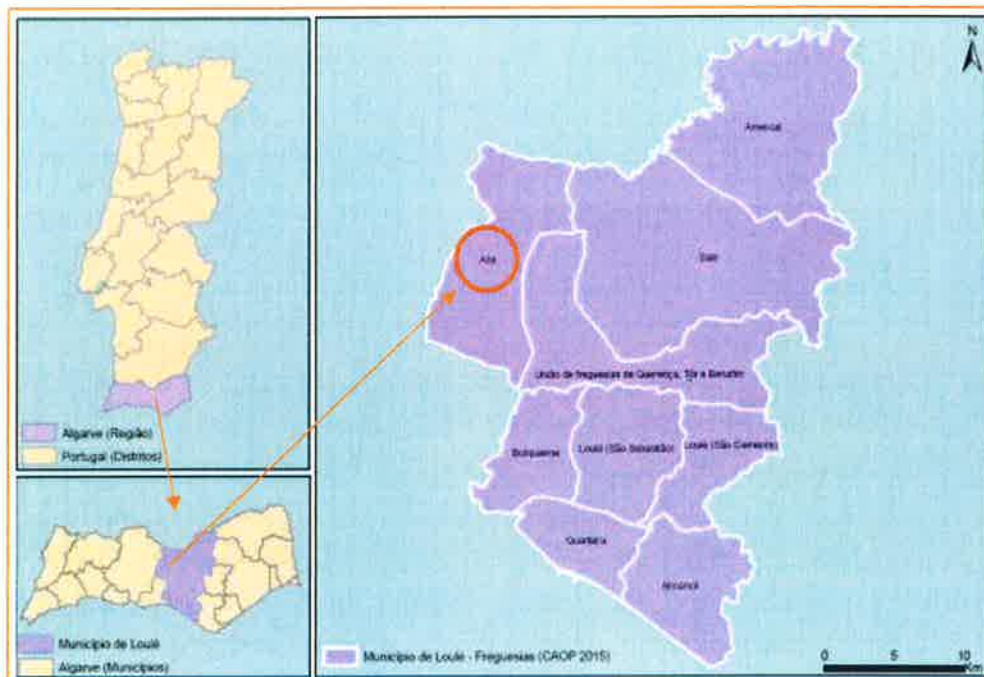 Algarve (Região)
Portugal (Distritos)
Município de Loulé
Algarve (Municípios)
N
Ameixial
Alte
Salir
União de freguesias de Querença, Tôr e Benafim
Boliqueime
Loulé (São Sebastião)
Loulé (São Clemente)
Quarteira
Almancil
Município de Loulé - Freguesias (CAOP 2015)
0 5 10
Km